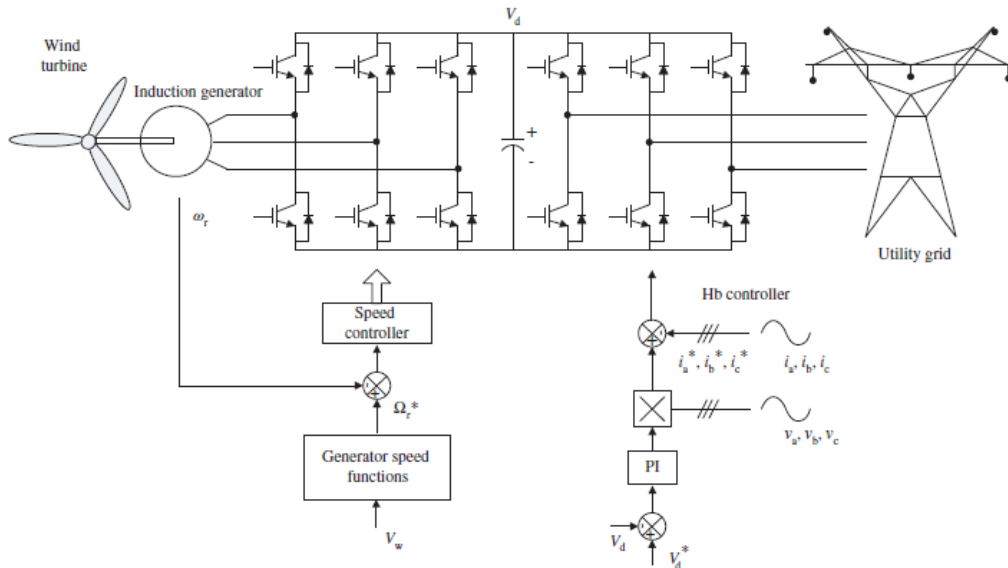 V_d
Wind
turbine
Induction generator
+
-
ω_r
Utility grid
Hb controller
Speed
controller
-
+
i_a*, i_b*, i_c*
i_a, i_b, i_c
-
+
Ω_r*
v_a, v_b, v_c
Generator speed
functions
PI
V_w
V_d
-
+
V_d*